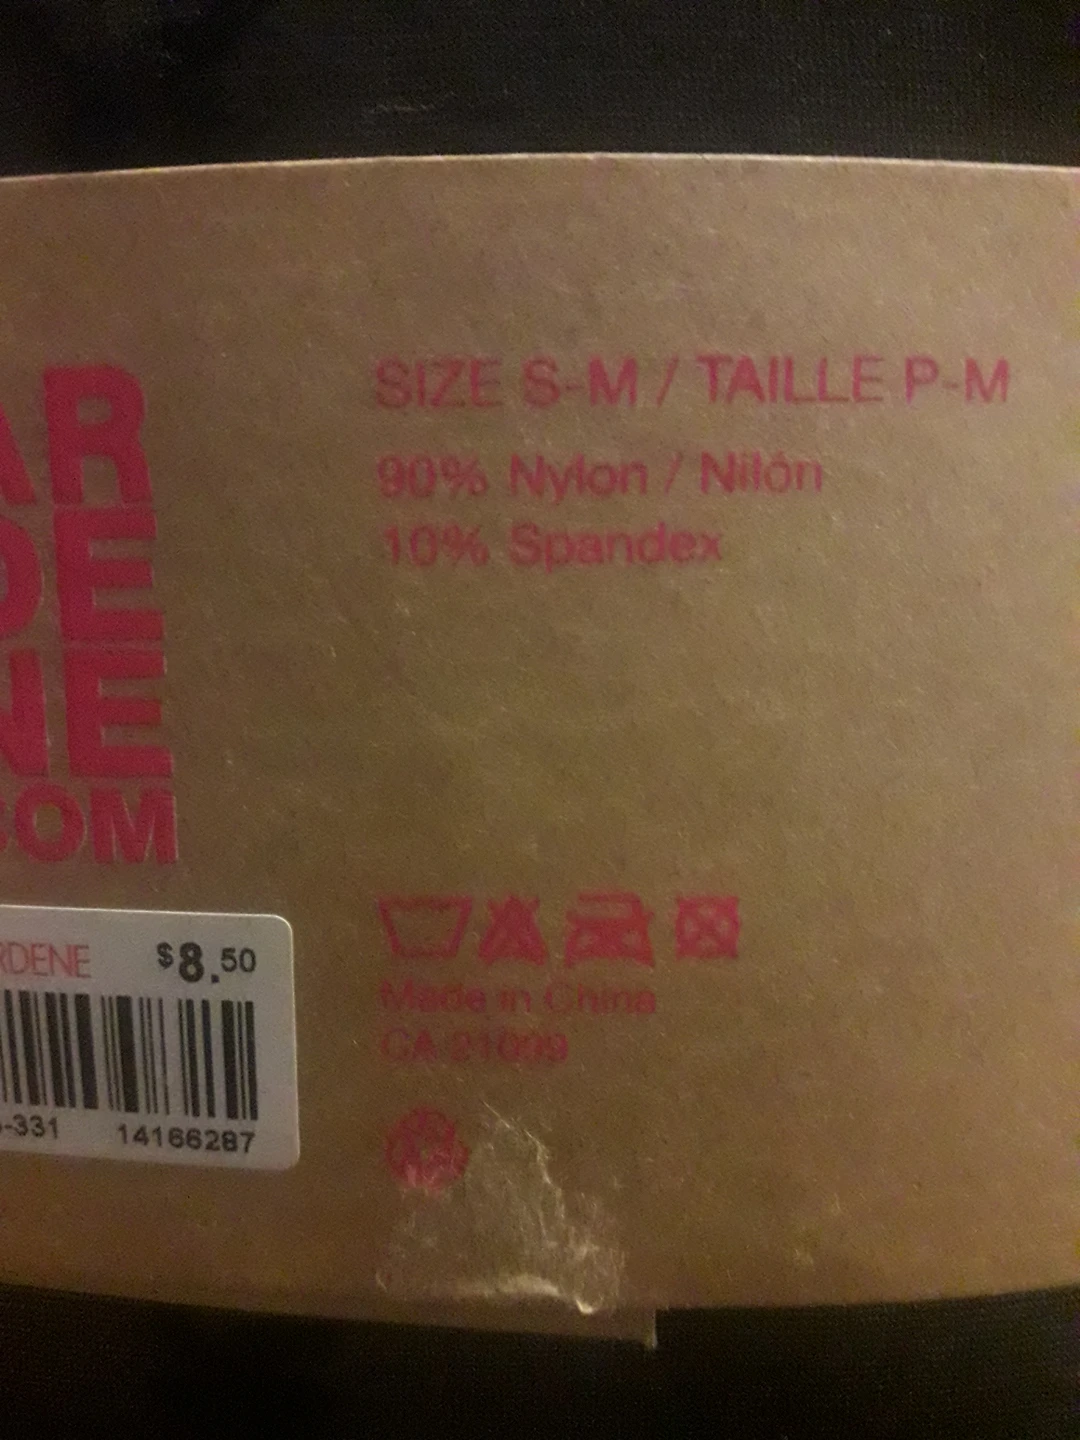 AR
DE
NE
COM
SIZE S-M / TAILLE P-M
90% Nylon / Nilón
10% Spandex
RDENE $8.50
-331 14166287
Made in China
CA 21099